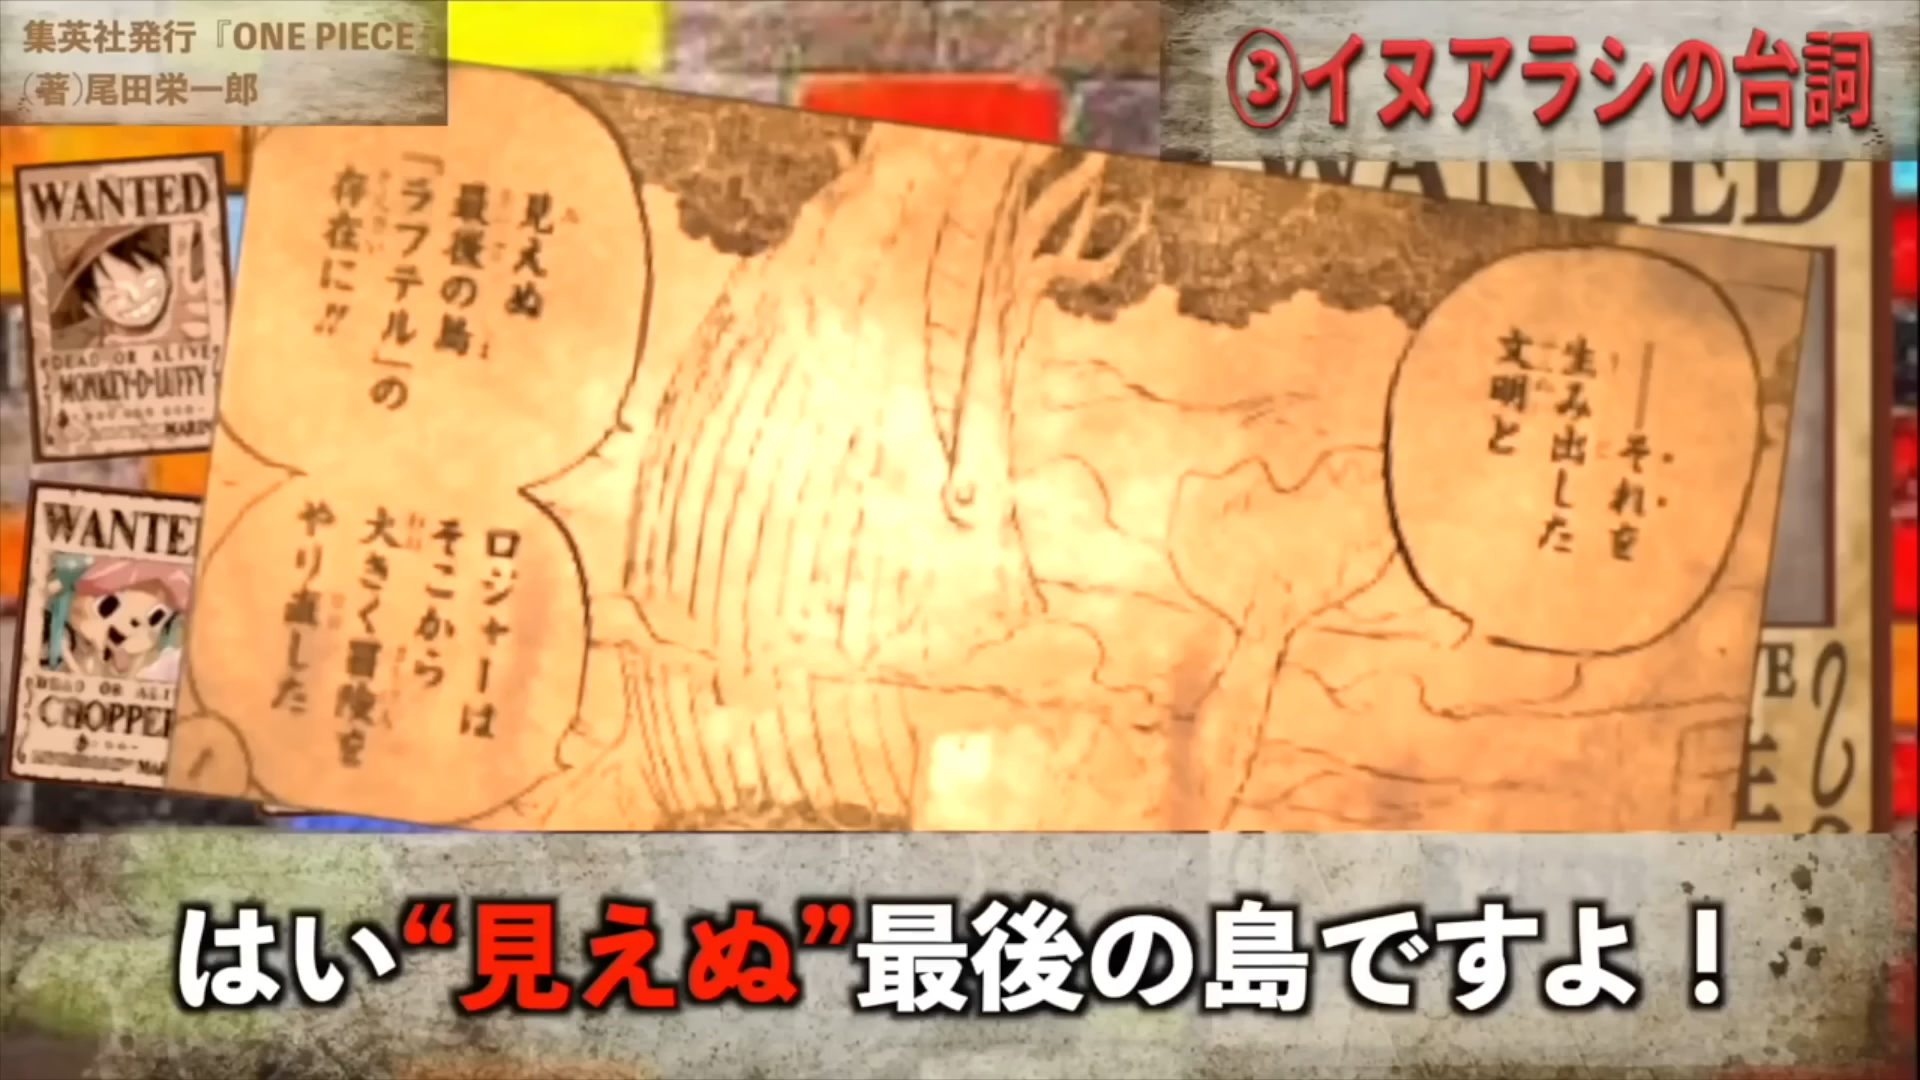 集英社発行『ONE PIECE』
(著)尾田栄一郎
③イヌアラシの台詞
WANTED
WANTED
DEAD OR ALIVE
MONKEY・D・LUFFY
MARIN
WANTE
DEAD OR ALI
CHOPPER
MAR
――それを
生み出した
文明と
見えぬ
最後の島
「ラフテル」の
存在に!!
ロジャーは
そこから
大きく冒険を
やり直した
はい“見えぬ”最後の島ですよ！